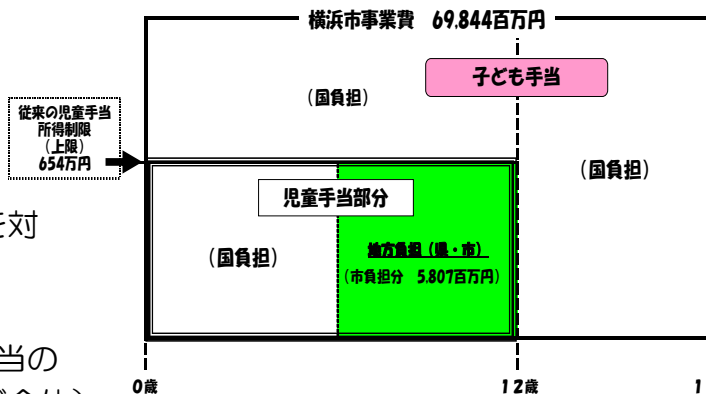 横浜市事業費 69,844百万円
子ども手当
(国負担)
従来の児童手当
所得制限
(上限)
654万円
(国負担)
児童手当部分
を対
(国負担)
地方負担(県・市)
(市負担分 5,807百万円)
当の
0歳
12歳
1